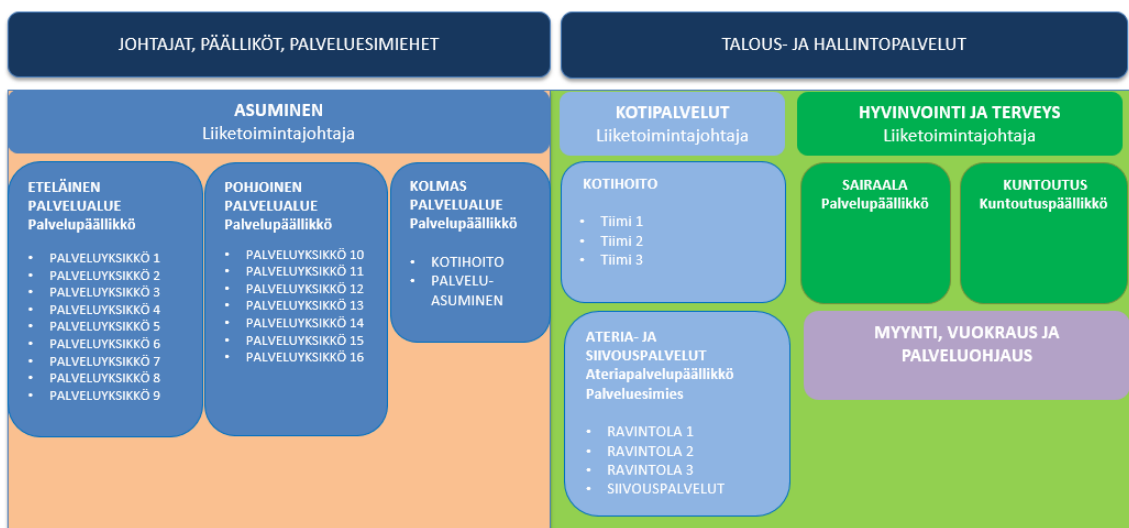 JOHTAJAT, PÄÄLLIKÖT, PALVELUESIMIEHET
TALOUS- JA HALLINTOPALVELUT
ASUMINEN
Liiketoimintajohtaja
ETELÄINEN
PALVELUALUE
Palvelupäällikkö
• PALVELUYKSIKKÖ 1
• PALVELUYKSIKKÖ 2
• PALVELUYKSIKKÖ 3
• PALVELUYKSIKKÖ 4
• PALVELUYKSIKKÖ 5
• PALVELUYKSIKKÖ 6
• PALVELUYKSIKKÖ 7
• PALVELUYKSIKKÖ 8
• PALVELUYKSIKKÖ 9
POHJOINEN
PALVELUALUE
Palvelupäällikkö
• PALVELUYKSIKKÖ 10
• PALVELUYKSIKKÖ 11
• PALVELUYKSIKKÖ 12
• PALVELUYKSIKKÖ 13
• PALVELUYKSIKKÖ 14
• PALVELUYKSIKKÖ 15
• PALVELUYKSIKKÖ 16
KOLMAS
PALVELUALUE
Palvelupäällikkö
• KOTIHOITO
• PALVELU-
ASUMINEN
KOTIPALVELUT
Liiketoimintajohtaja
KOTIHOITO
• Tiimi 1
• Tiimi 2
• Tiimi 3
ATERIA- JA
SIIVOUSPALVELUT
Ateriapalvelupäällikkö
Palveluesimies
• RAVINTOLA 1
• RAVINTOLA 2
• RAVINTOLA 3
• SIIVOUSPALVELUT
HYVINVOINTI JA TERVEYS
Liiketoimintajohtaja
SAIRAALA
Palvelupäällikkö
KUNTOUTUS
Kuntoutuspäällikkö
MYYNTI, VUOKRAUS JA
PALVELUOHJAUS